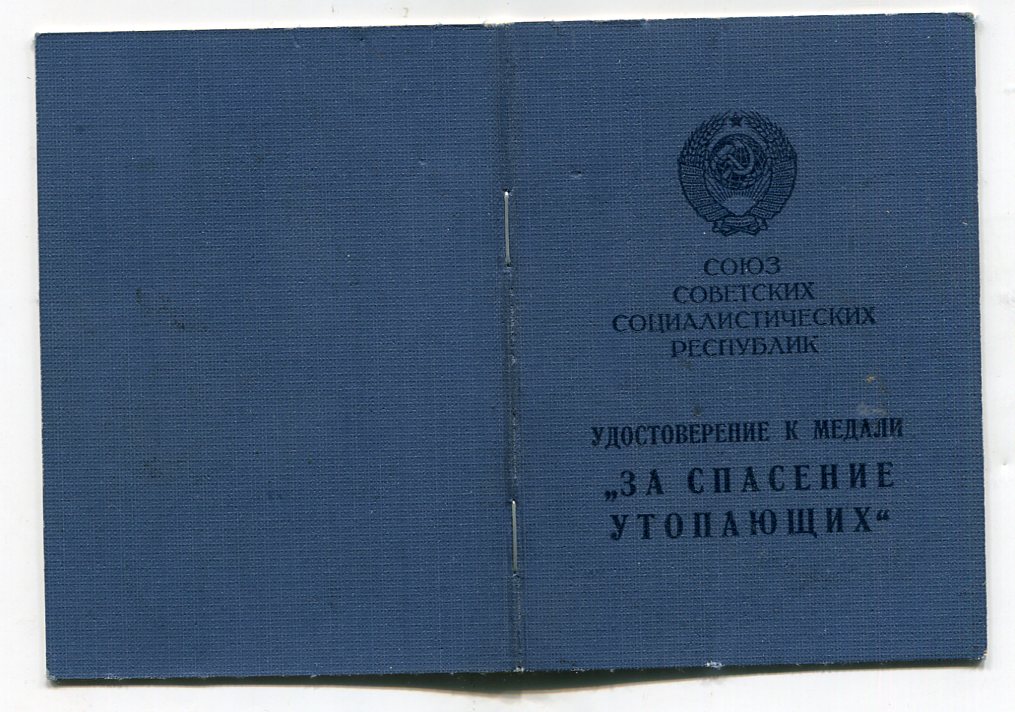 СОЮЗ
СОВЕТСКИХ
СОЦИАЛИСТИЧЕСКИХ
РЕСПУБЛИК
УДОСТОВЕРЕНИЕ К МЕДАЛИ
„ЗА СПАСЕНИЕ
УТОПАЮЩИХ“